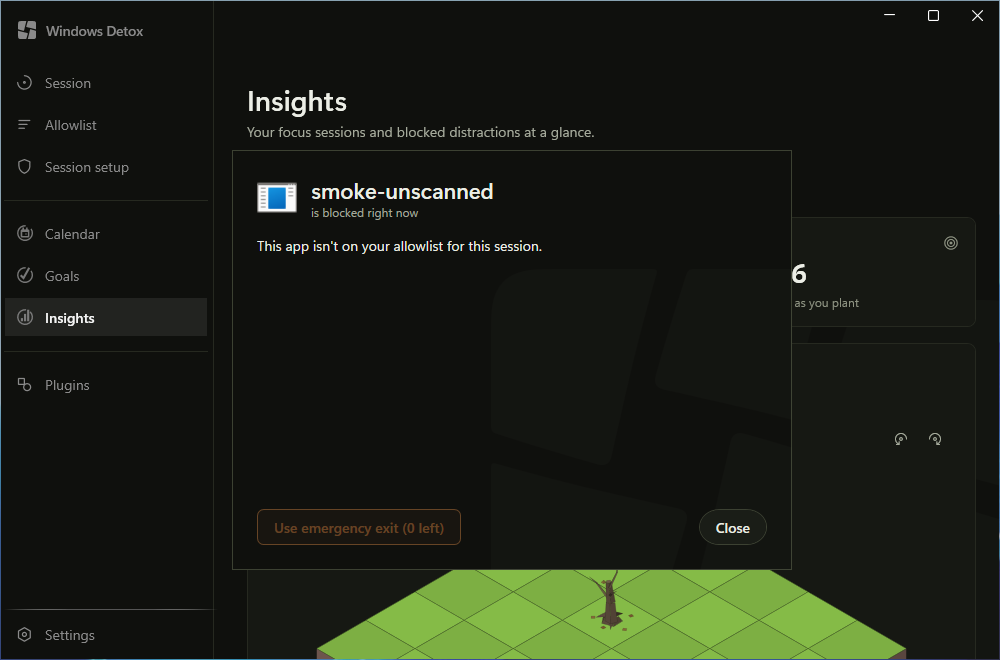 Windows Detox
Session
Allowlist
Session setup
Calendar
Goals
Insights
Plugins
Settings
Insights
Your focus sessions and blocked distractions at a glance.
smoke-unscanned
is blocked right now
This app isn't on your allowlist for this session.
Use emergency exit (0 left)
Close
6
as you plant